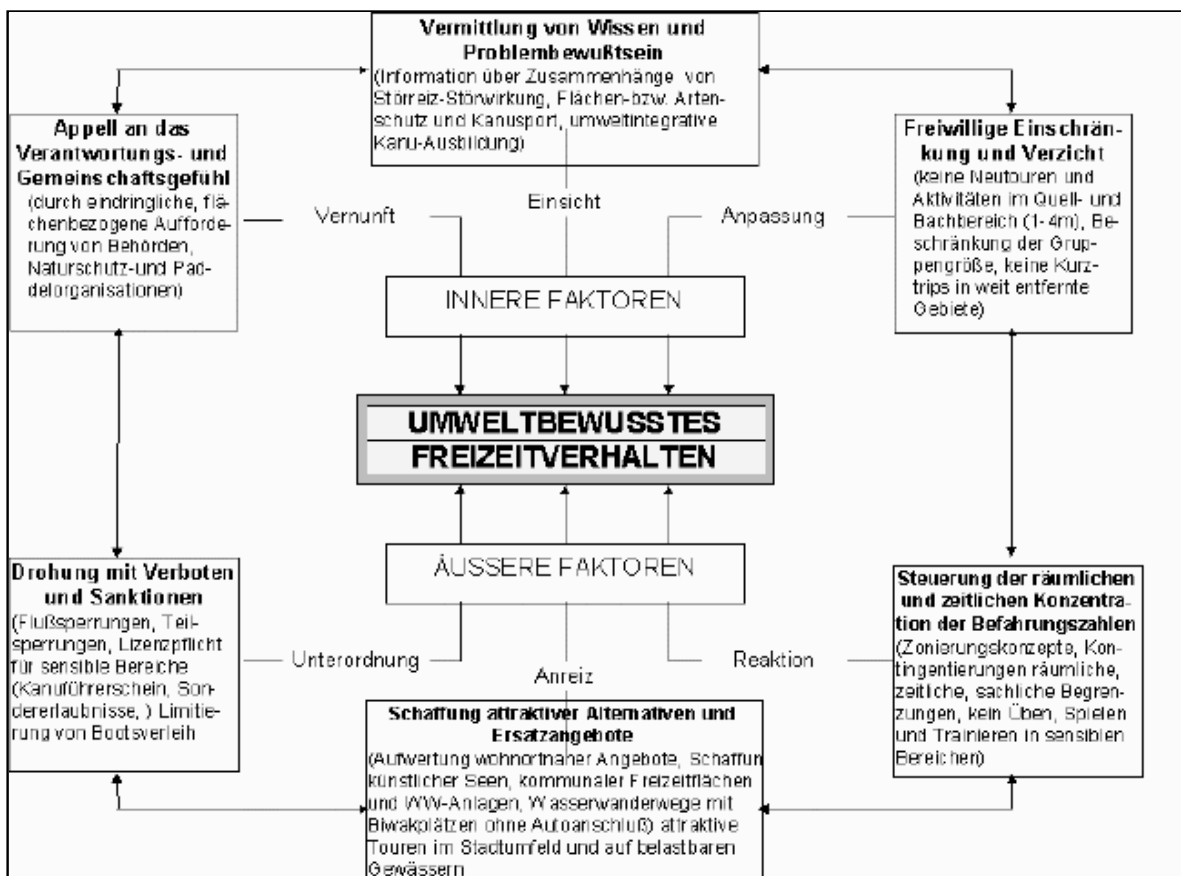 Vermittlung von Wissen und
Problembewußtsein
(Information über Zusammenhänge von
Störreiz-Störwirkung, Flächen-bzw. Arten-
schutz und Kanusport, umweltintegrative
Kanu-Ausbildung)
Appell an das
Verantwortungs- und
Gemeinschaftsgefühl
(durch eindringliche, flä-
chenbezogene Aufforde-
rung von Behörden,
Naturschutz-und Pad-
delorganisationen)
Freiwillige Einschrän-
kung und Verzicht
(keine Neutouren und
Aktivitäten im Quell- und
Bachbereich (1-4m), Be-
schränkung der Grup-
pengröße, keine Kurz-
trips in weit entfernte
Gebiete)
Vernunft
Einsicht
Anpassung
INNERE FAKTOREN
UMWELTBEWUSSTES
FREIZEITVERHALTEN
ÄUSSERE FAKTOREN
Unterordnung
Anreiz
Reaktion
Drohung mit Verboten
und Sanktionen
(Flußsperrungen, Teil-
sperrungen, Lizenzpflicht
für sensible Bereiche
(Kanuführerschein, Son-
dererlaubnisse, ) Limitie-
rung von Bootsverleih
Schaffung attraktiver Alternativen und
Ersatzangebote
(Aufwertung wohnortnaher Angebote, Schaffun
künstlicher Seen, kommunaler Freizeitflächen
und WW-Anlagen, Wasserwanderwege mit
Biwakplätzen ohne Autoanschluß) attraktive
Touren im Stadtumfeld und auf belastbaren
Gewässern
Steuerung der räumlichen
und zeitlichen Konzentra-
tion der Befahrungszahlen
(Zonierungskonzepte, Kon-
tingentierungen räumliche,
zeitliche, sachliche Begren-
zungen, kein Üben, Spielen
und Trainieren in sensiblen
Bereichen)